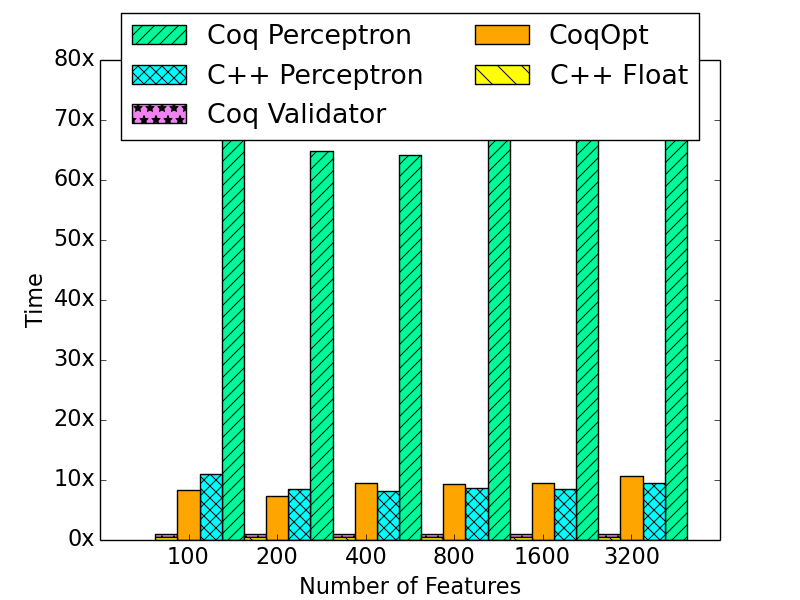 Coq Perceptron
C++ Perceptron
Coq Validator
CoqOpt
C++ Float
80x
70x
60x
50x
40x
30x
20x
10x
0x
Time
100 200 400 800 1600 3200
Number of Features